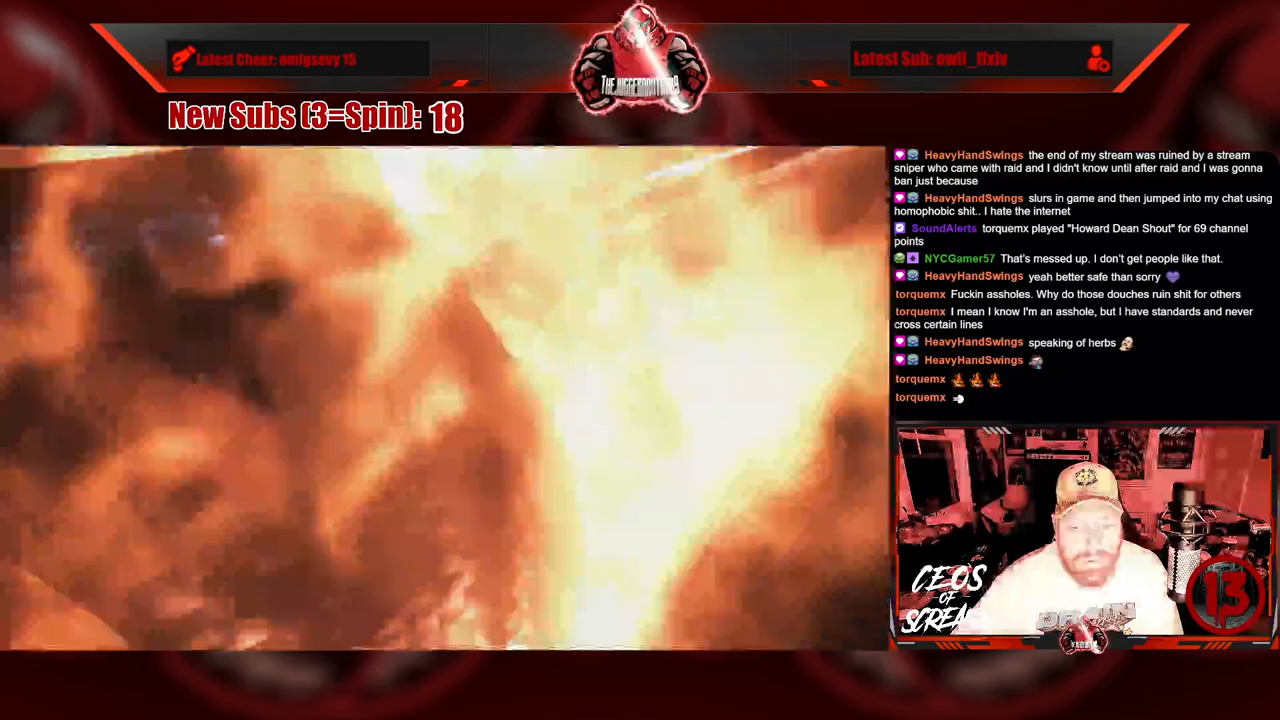 Latest Cheer: omfgsevy 15
Latest Sub: owil_llxiv
New Subs (3=Spin): 18
HeavyHandSwings the end of my stream was ruined by a stream
sniper who came with raid and I didn't know until after raid and I was gonna
ban just because
HeavyHandSwings slurs in game and then jumped into my chat using
homophobic shit.. I hate the internet
SoundAlerts torquemx played "Howard Dean Shout" for 69 channel
points
NYCGamer57 That's messed up. I don't get people like that.
HeavyHandSwings yeah better safe than sorry
torquemx Fuckin assholes. Why do those douches ruin shit for others
torquemx I mean I know I'm an asshole, but I have standards and never
cross certain lines
HeavyHandSwings speaking of herbs
HeavyHandSwings
torquemx
torquemx
CEOS
OF
13